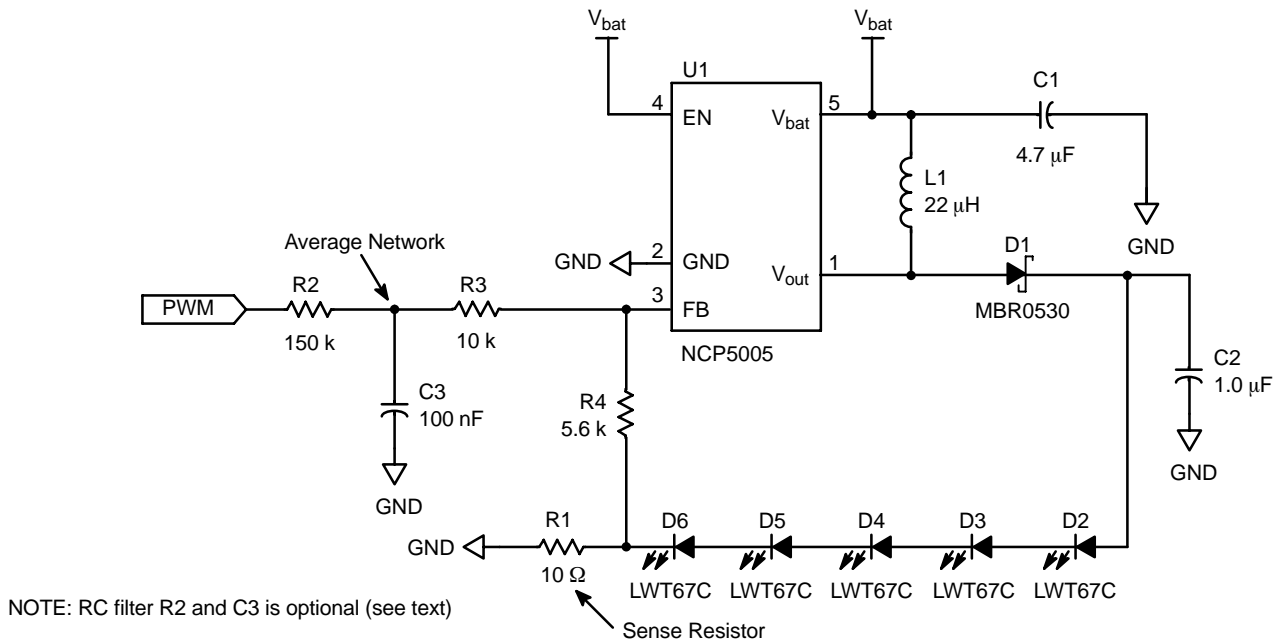 Vbat
Vbat
U1
C1
4
EN
Vbat
5
4.7 μF
L1
22 μH
GND
Average Network
GND
2
GND
D1
R2
R3
Vout
1
PWM
3
FB
MBR0530
150 k
10 k
NCP5005
C2
1.0 μF
C3
100 nF
R4
5.6 k
GND
GND
R1
D6
D5
D4
D3
D2
GND
10 Ω
LWT67C
LWT67C
LWT67C
LWT67C
LWT67C
NOTE: RC filter R2 and C3 is optional (see text)
Sense Resistor